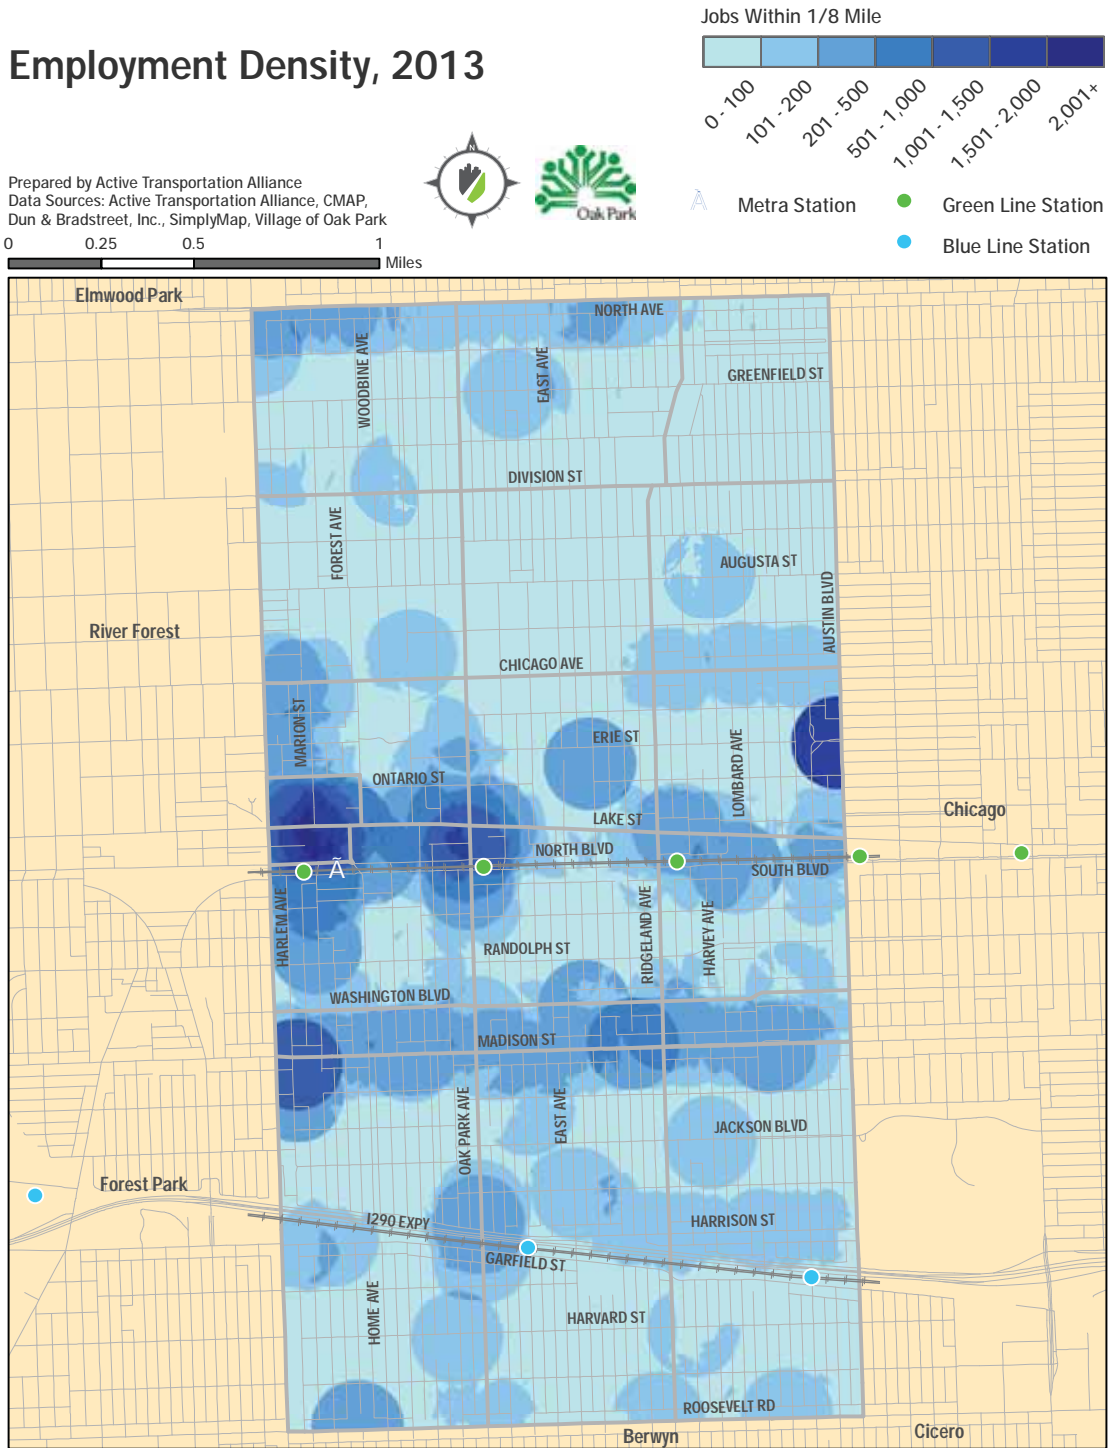 Jobs Within 1/8 Mile
Employment Density, 2013
0 - 100
101 - 200
201 - 500
501 - 1,000
1,001 - 1,500
1,501 - 2,000
2,001+
N
Oak Park
Prepared by Active Transportation Alliance
Data Sources: Active Transportation Alliance, CMAP,
Dun & Bradstreet, Inc., SimplyMap, Village of Oak Park
Ã Metra Station
Green Line Station
Blue Line Station
0 0.25 0.5 1
Miles
Elmwood Park
NORTH AVE
WOODBINE AVE
EAST AVE
GREENFIELD ST
DIVISION ST
FOREST AVE
AUGUSTA ST
AUSTIN BLVD
River Forest
CHICAGO AVE
MARION ST
ERIE ST
LOMBARD AVE
ONTARIO ST
Chicago
LAKE ST
NORTH BLVD
Ã
SOUTH BLVD
HARLEM AVE
RIDGELAND AVE
HARVEY AVE
RANDOLPH ST
WASHINGTON BLVD
MADISON ST
OAK PARK AVE
EAST AVE
JACKSON BLVD
Forest Park
I290 EXPY
HARRISON ST
GARFIELD ST
HOME AVE
HARVARD ST
ROOSEVELT RD
Berwyn
Cicero